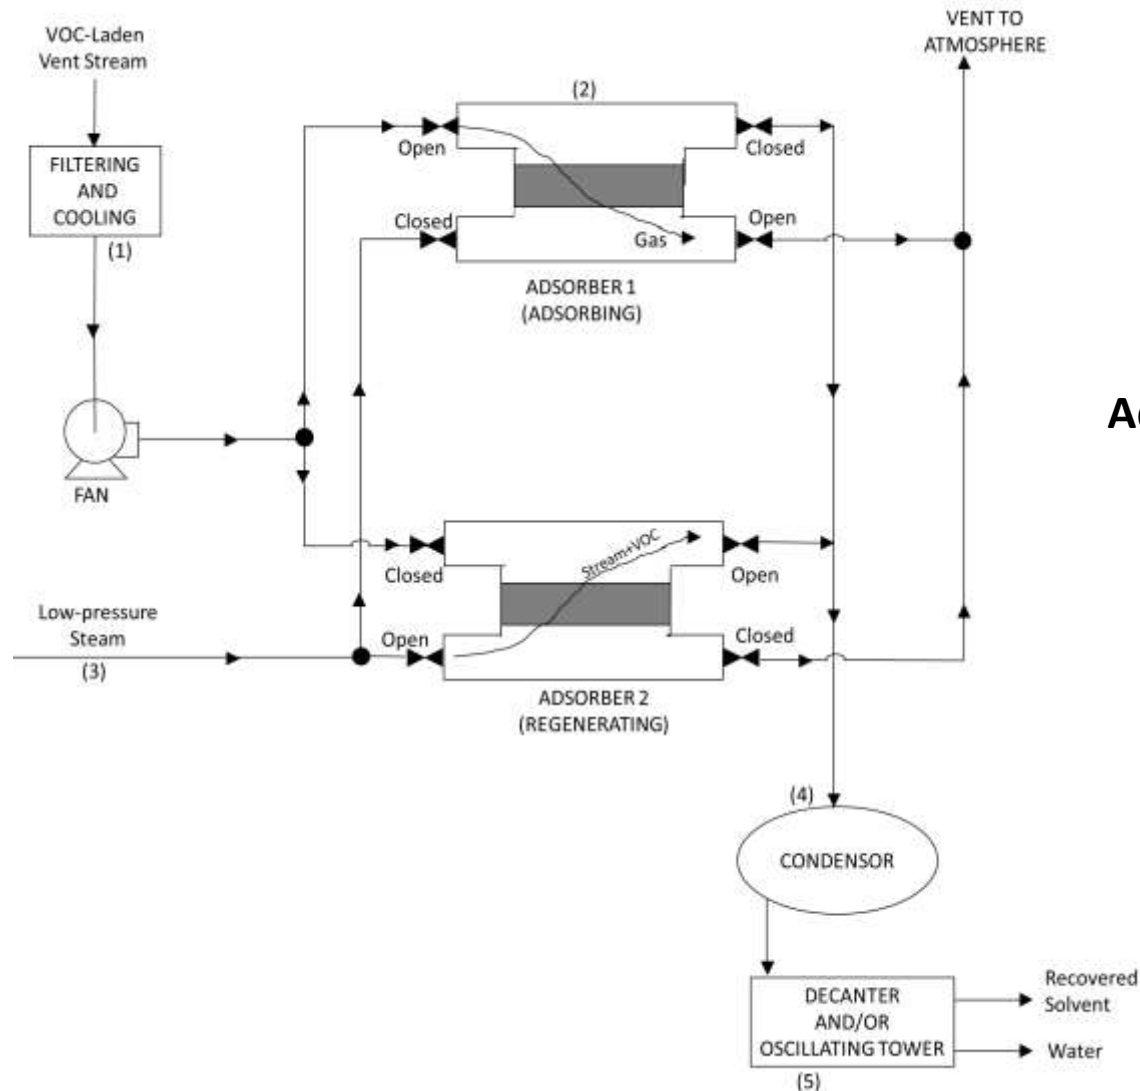 VOC-Laden
Vent Stream
FILTERING
AND
COOLING
(1)
FAN
VENT TO
ATMOSPHERE
(2)
Open
Closed
Closed
Open
Gas
ADSORBER 1
(ADSORBING)
Ac
Stream+VOC
Closed
Open
Low-pressure
Steam
(3)
Open
Closed
ADSORBER 2
(REGENERATING)
(4)
CONDENSOR
DECANTER
AND/OR
OSCILLATING TOWER
(5)
Recovered
Solvent
Water